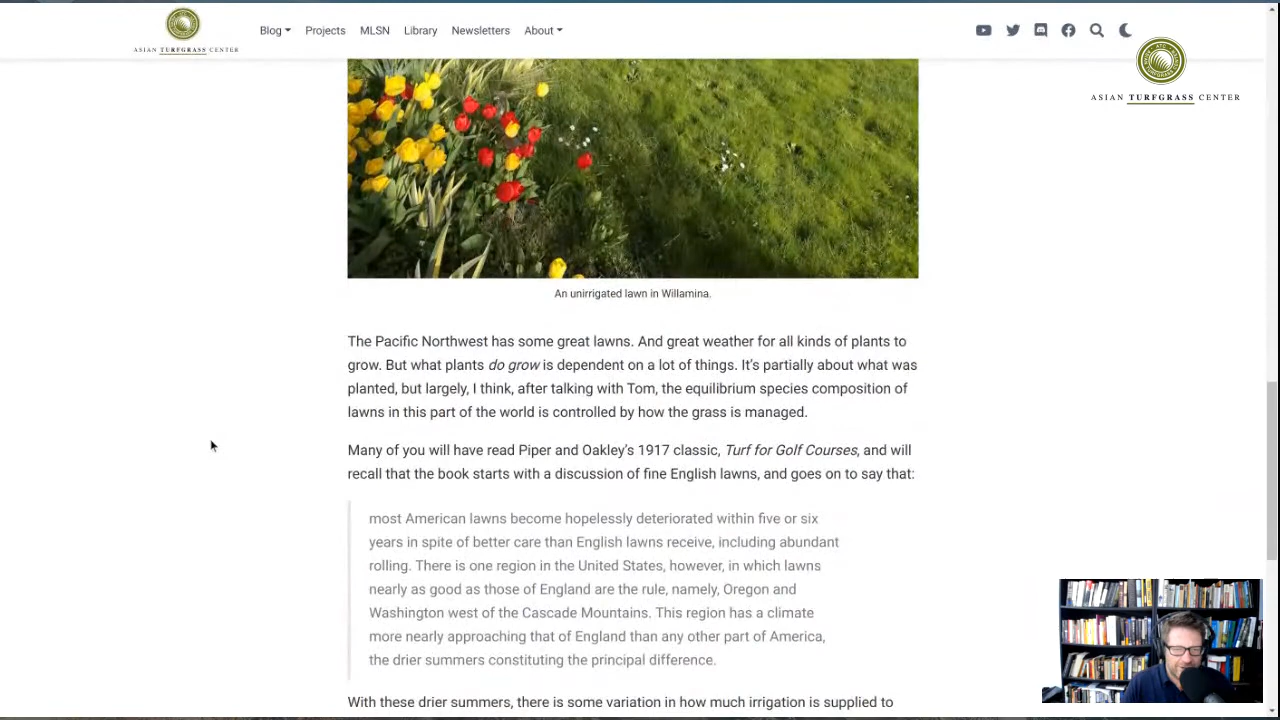 Blog Projects MLSN Library Newsletters About
ASIAN TURFGRASS CENTER
ASIAN TURFGRASS CENTER
An unirrigated lawn in Willamina.
The Pacific Northwest has some great lawns. And great weather for all kinds of plants to
grow. But what plants do grow is dependent on a lot of things. It's partially about what was
planted, but largely, I think, after talking with Tom, the equilibrium species composition of
lawns in this part of the world is controlled by how the grass is managed.
Many of you will have read Piper and Oakley's 1917 classic, Turf for Golf Courses, and will
recall that the book starts with a discussion of fine English lawns, and goes on to say that:
most American lawns become hopelessly deteriorated within five or six
years in spite of better care than English lawns receive, including abundant
rolling. There is one region in the United States, however, in which lawns
nearly as good as those of England are the rule, namely, Oregon and
Washington west of the Cascade Mountains. This region has a climate
more nearly approaching that of England than any other part of America,
the drier summers constituting the principal difference.
With these drier summers, there is some variation in how much irrigation is supplied to